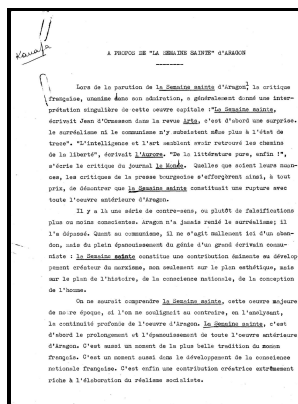 A PROPOS DE "LA SEMAINE SAINTE" d'ARAGON
Lors de la parution de la Semaine sainte d'Aragon, la critique
française, unanime dans son admiration, a généralement donné une inter-
prétation singulière de cette oeuvre capitale : "La Semaine sainte,
écrivait Jean d'Ormesson dans la revue Arts, c'est d'abord une surprise.
le surréalisme ni le communisme n'y subsistent même plus à l'état de
trace". "L'intelligence et l'art semblent avoir retrouvé les chemins
de la liberté", écrivait l'Aurore. "De la littérature pure, enfin !",
s'écria le critique du journal le Monde. Quelles que soient leurs nuan-
ces, les critiques de la presse bourgeoise s'efforçèrent ainsi, à tout
prix, de démontrer que la Semaine sainte constituait une rupture avec
toute l'oeuvre antérieure d'Aragon.
Il y a là une série de contre-sens, ou plutôt de falsifications
plus ou moins conscientes. Aragon n'a jamais renié le surréalisme; il
l'a dépassé. Quant au communisme, il ne s'agit nullement ici d'un aban-
don, mais du plein épanouissement du génie d'un grand écrivain commu-
niste : la Semaine sainte constitue une contribution éminente au dévelop
pement créateur du marxisme, non seulement sur le plan esthétique, mais
sur le plan de l'histoire, de la conscience nationale, de la conception
de l'homme.
On ne saurait comprendre la Semaine sainte, cette oeuvre majeure
de notre époque, si l'on ne soulignait au contraire, en l'analysant,
la continuité profonde de l'oeuvre d'Aragon. La Semaine sainte, c'est
d'abord le prolongement et l'épanouissement de toute l'oeuvre antérieure
d'Aragon. C'est aussi un moment de la plus belle tradition du roman
français. C'est un moment aussi dans le développement de la conscience
nationale française. C'est enfin une contribution créatrice extrêmement
riche à l'élaboration du réalisme socialiste.